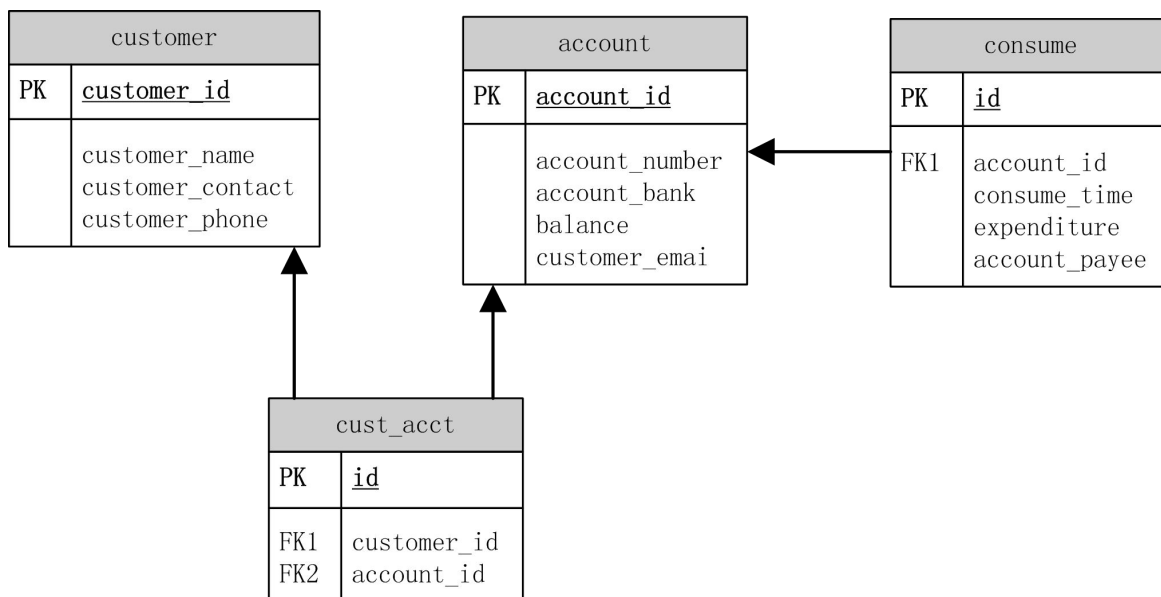 customer
PK customer_id
customer_name
customer_contact
customer_phone
account
PK account_id
account_number
account_bank
balance
customer_emai
consume
PK id
FK1 account_id
consume_time
expenditure
account_payee
cust_acct
PK id
FK1 customer_id
FK2 account_id